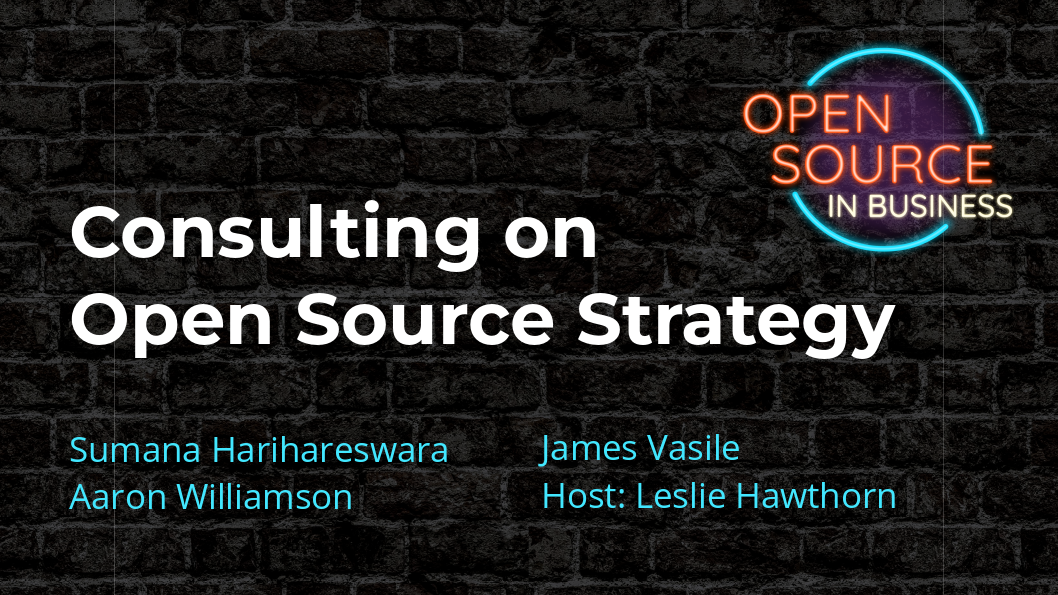 OPEN
SOURCE
IN BUSINESS
Consulting on
Open Source Strategy
Sumana Harihareswara
Aaron Williamson
James Vasile
Host: Leslie Hawthorn